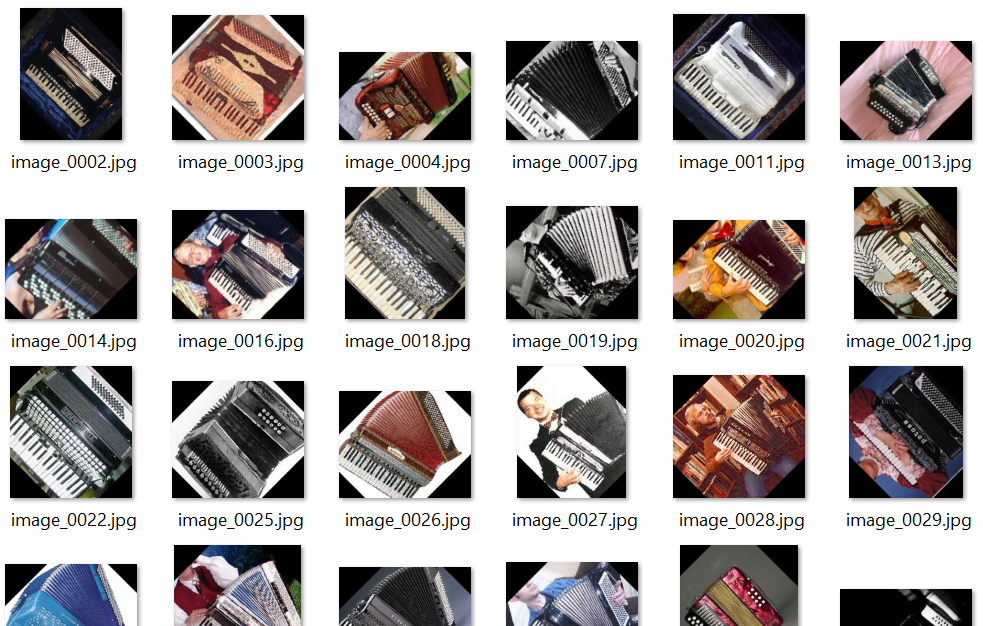 image_0002.jpg image_0003.jpg image_0004.jpg image_0007.jpg image_0011.jpg image_0013.jpg
image_0014.jpg image_0016.jpg image_0018.jpg image_0019.jpg image_0020.jpg image_0021.jpg
image_0022.jpg image_0025.jpg image_0026.jpg image_0027.jpg image_0028.jpg image_0029.jpg